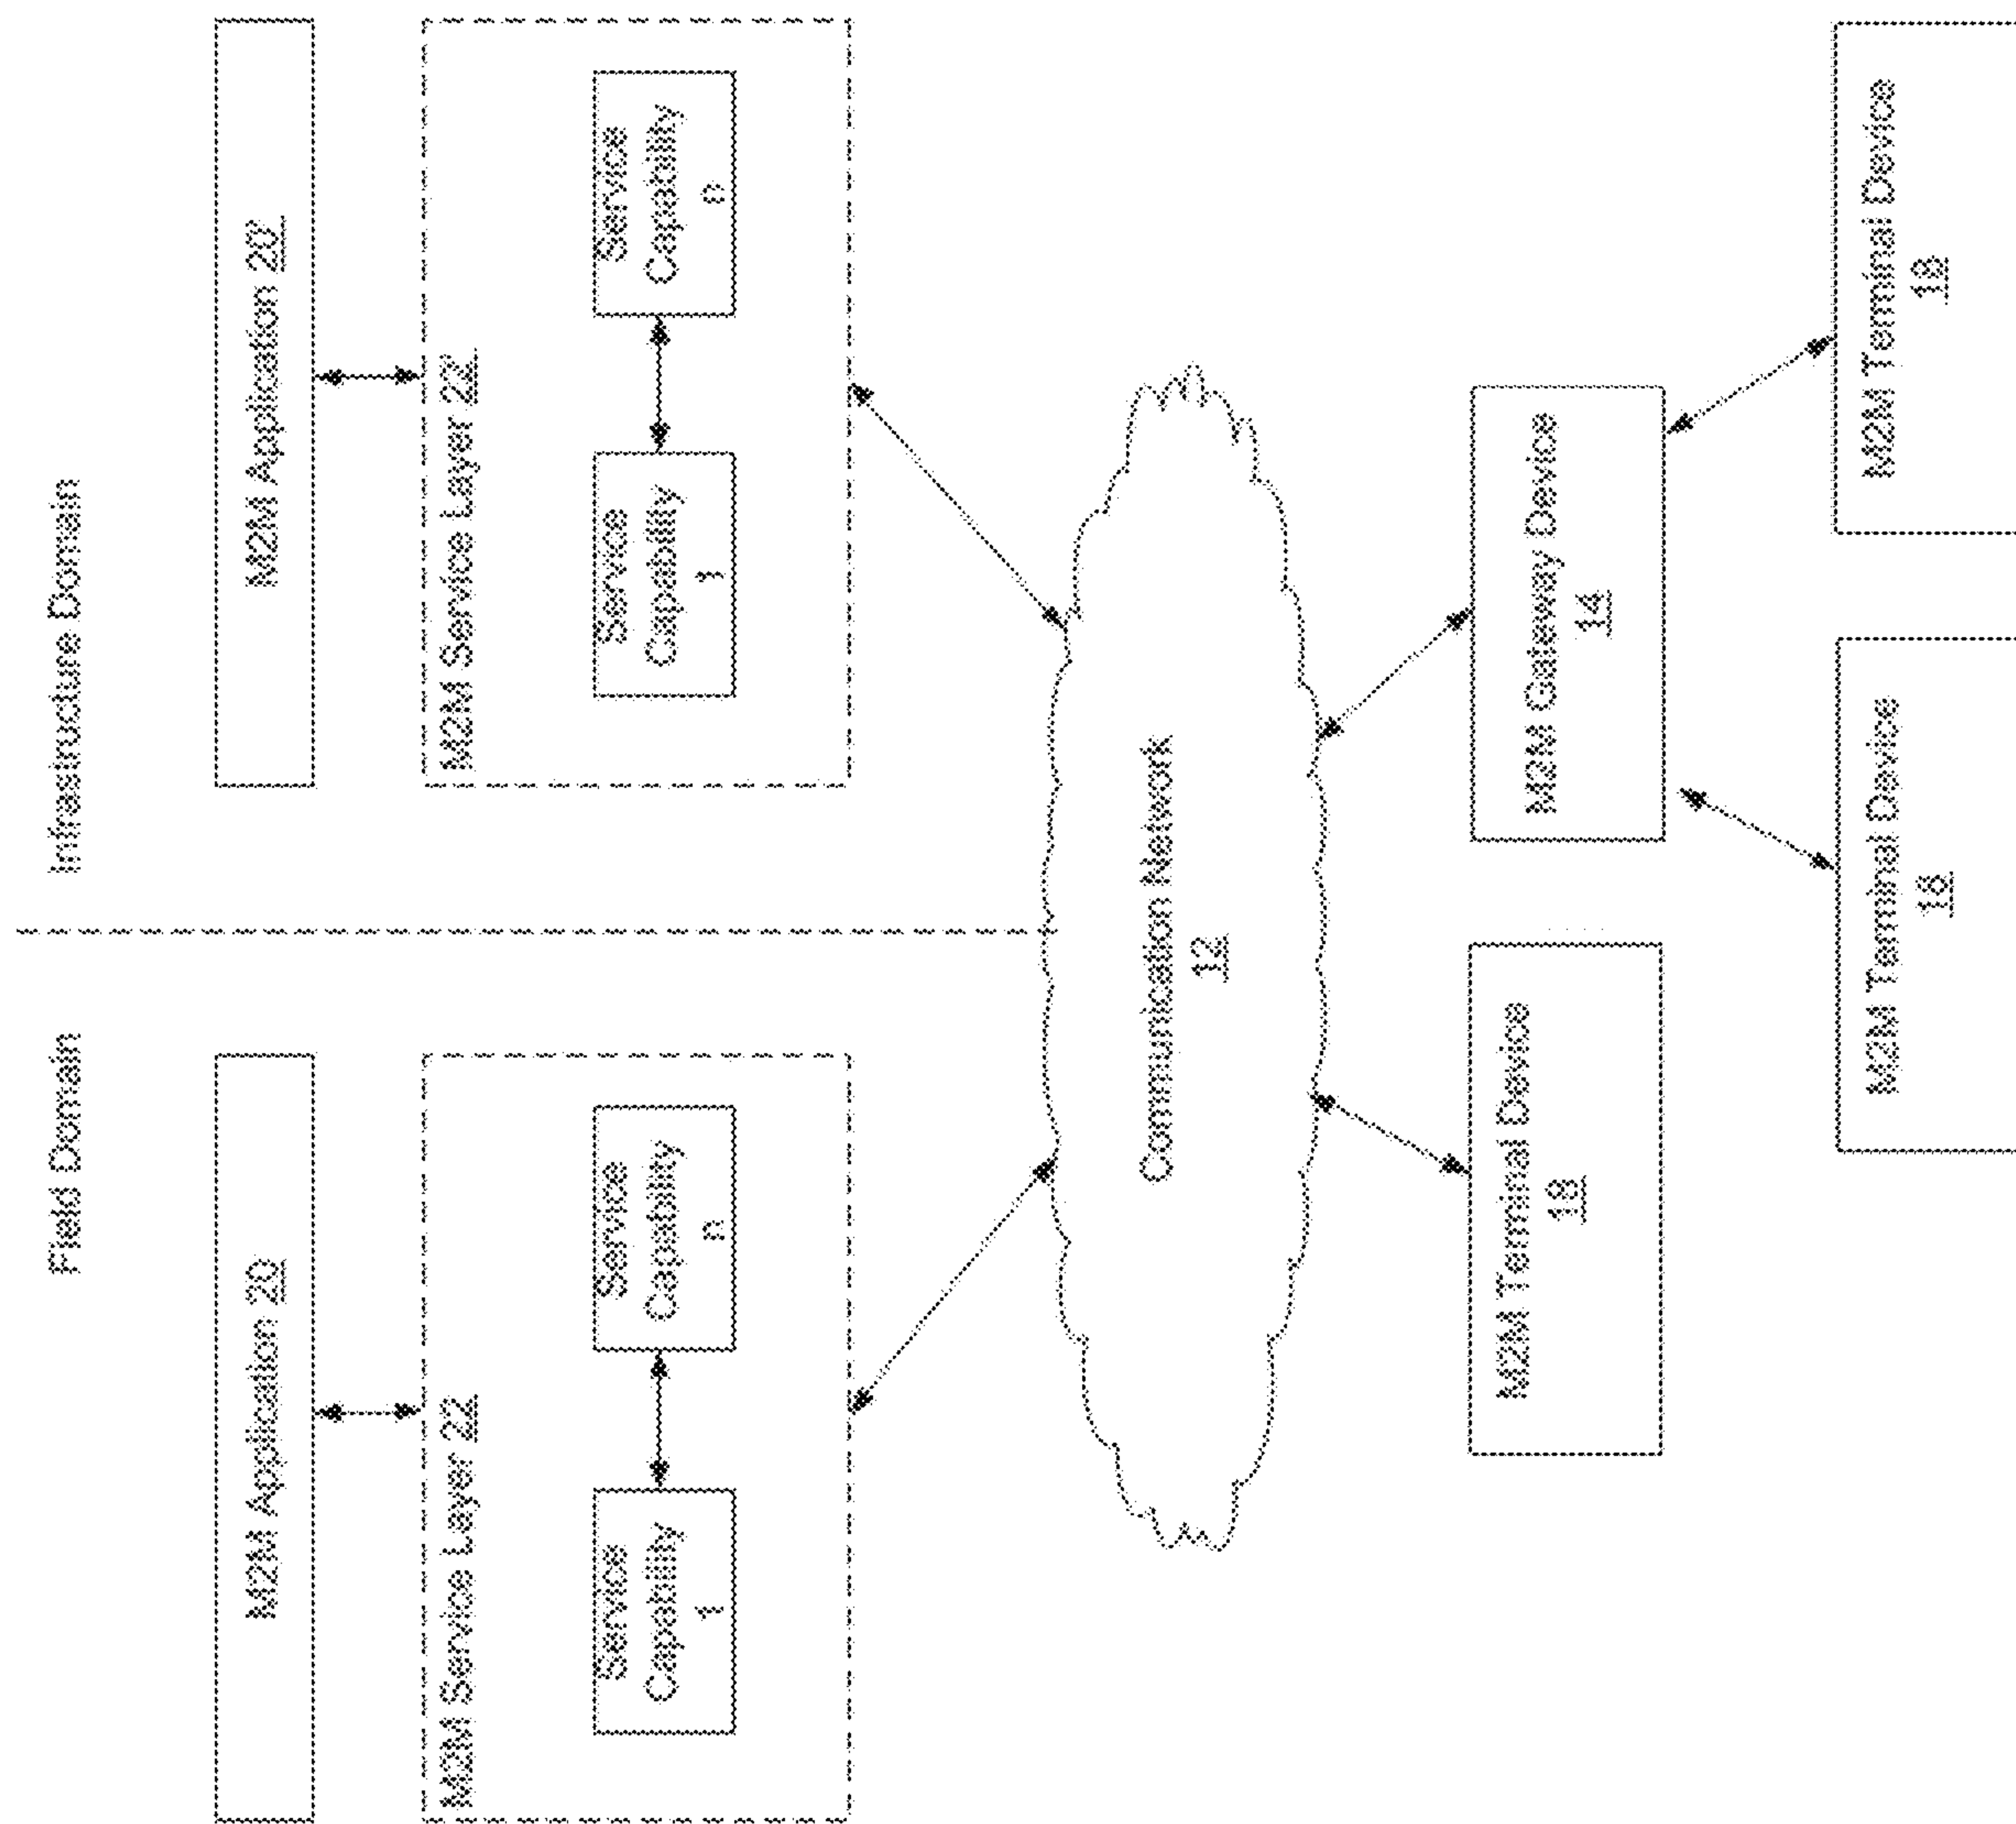 Field Domain
Infrastructure Domain
M2M Application 20
M2M Application 20'
M2M Service Layer 22
M2M Service Layer 22'
Service
Capability
1
Service
Capability
n
Service
Capability
1
Service
Capability
n
Communication Network
12
M2M Terminal Device
18
M2M Gateway Device
14
M2M Terminal Device
18
M2M Terminal Device
18